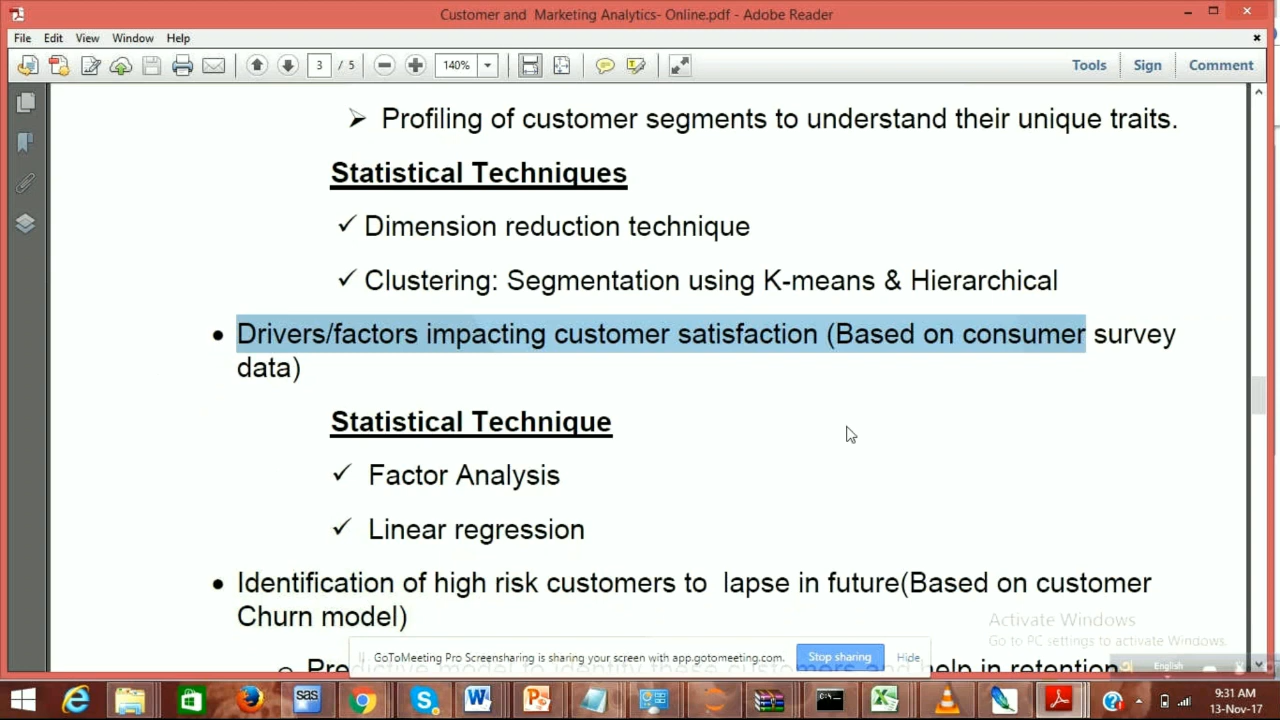 Customer and Marketing Analytics- Online.pdf - Adobe Reader
File Edit View Window Help
3 / 5 140% Tools Sign Comment
Profiling of customer segments to understand their unique traits.
Statistical Techniques
Dimension reduction technique
Clustering: Segmentation using K-means & Hierarchical
Drivers/factors impacting customer satisfaction (Based on consumer survey
data)
Statistical Technique
Factor Analysis
Linear regression
Identification of high risk customers to lapse in future(Based on customer
Churn model)
Activate Windows
Go to PC settings to activate Windows.
GoToMeeting Pro Screensharing is sharing your screen with app.gotomeeting.com. Stop sharing Hide
English
9:31 AM
13-Nov-17